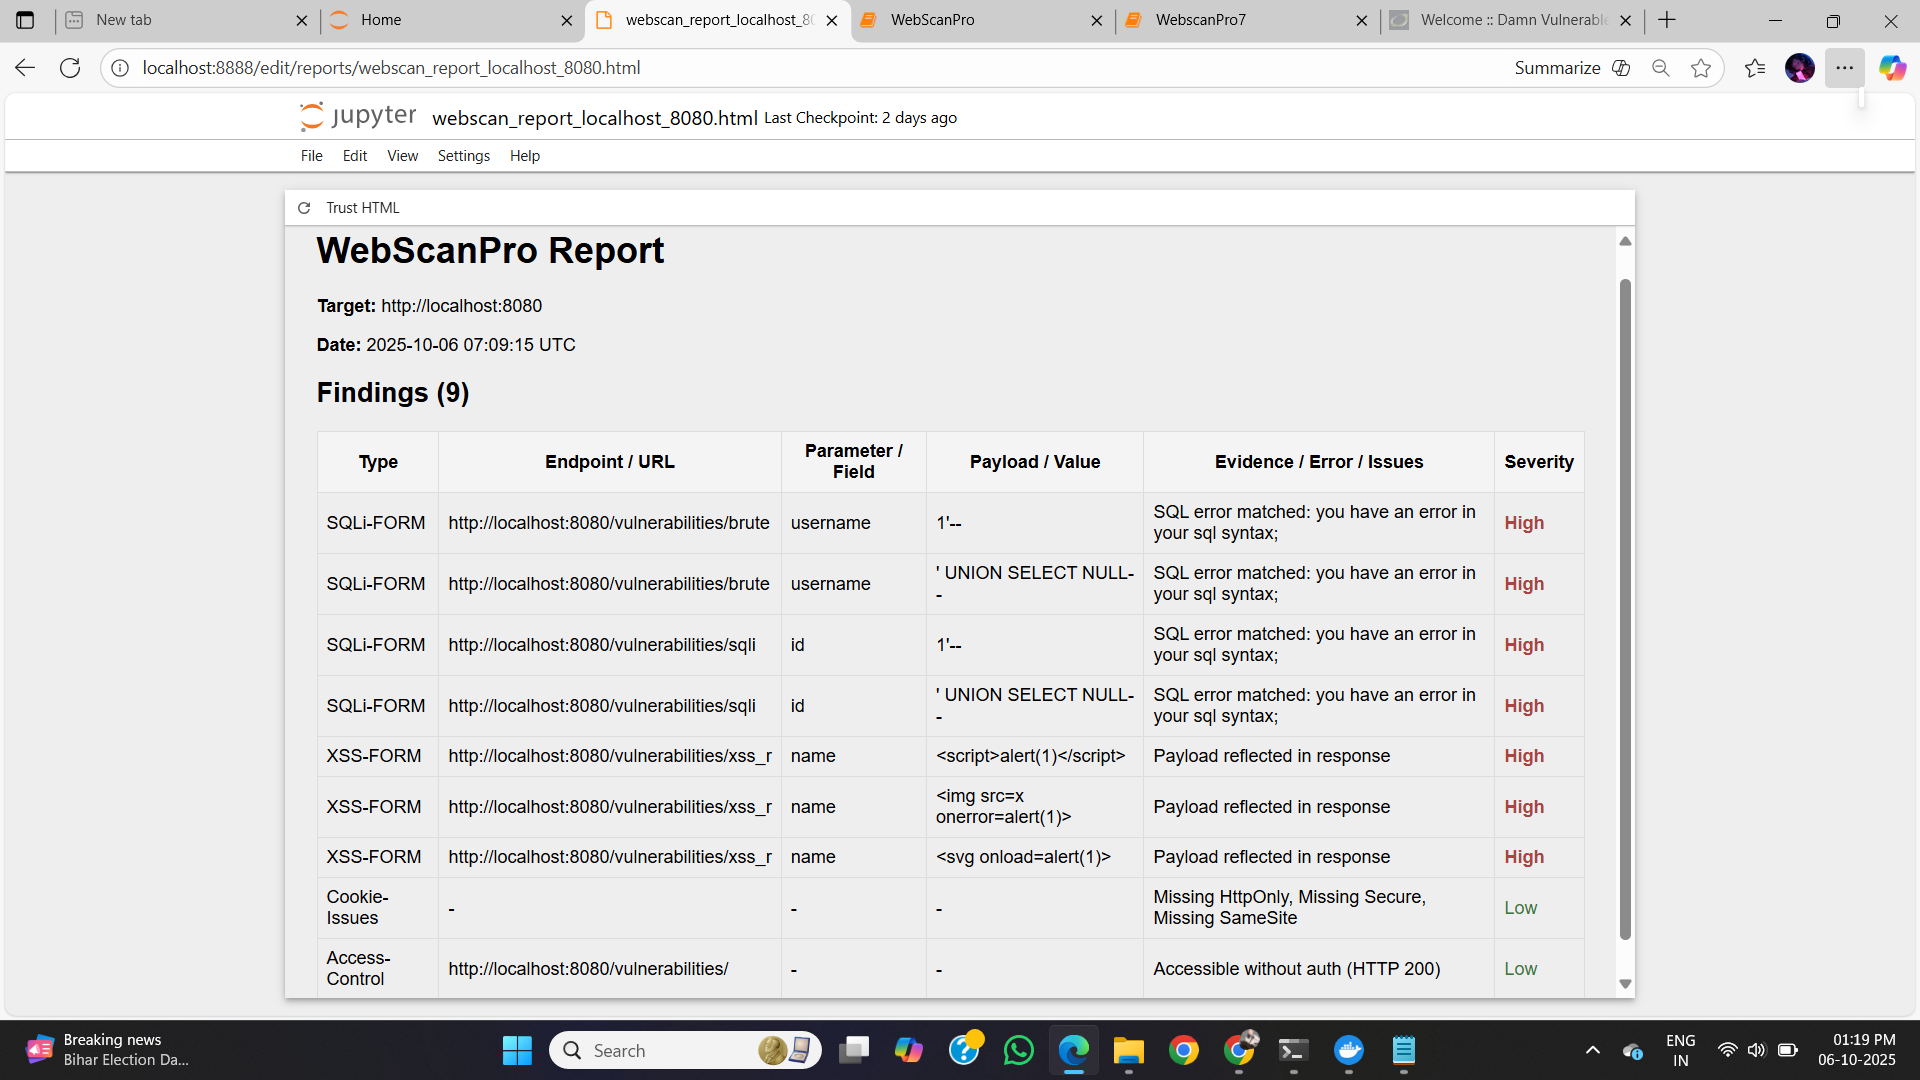 New tab
Home
webscan_report_localhost_80
WebScanPro
WebscanPro7
Welcome :: Damn Vulnerable
localhost:8888/edit/reports/webscan_report_localhost_8080.html
Summarize
jupyter
webscan_report_localhost_8080.html Last Checkpoint: 2 days ago
File Edit View Settings Help
Trust HTML
WebScanPro Report
Target: http://localhost:8080
Date: 2025-10-06 07:09:15 UTC
Findings (9)
Type
Endpoint / URL
Parameter /
Field
Payload / Value
Evidence / Error / Issues
Severity
SQLi-FORM
http://localhost:8080/vulnerabilities/brute
username
1'--
SQL error matched: you have an error in
your sql syntax;
High
SQLi-FORM
http://localhost:8080/vulnerabilities/brute
username
' UNION SELECT NULL-
-
SQL error matched: you have an error in
your sql syntax;
High
SQLi-FORM
http://localhost:8080/vulnerabilities/sqli
id
1'--
SQL error matched: you have an error in
your sql syntax;
High
SQLi-FORM
http://localhost:8080/vulnerabilities/sqli
id
' UNION SELECT NULL-
-
SQL error matched: you have an error in
your sql syntax;
High
XSS-FORM
http://localhost:8080/vulnerabilities/xss_r
name
<script>alert(1)</script>
Payload reflected in response
High
XSS-FORM
http://localhost:8080/vulnerabilities/xss_r
name
<img src=x
onerror=alert(1)>
Payload reflected in response
High
XSS-FORM
http://localhost:8080/vulnerabilities/xss_r
name
<svg onload=alert(1)>
Payload reflected in response
High
Cookie-
Issues
-
-
-
Missing HttpOnly, Missing Secure,
Missing SameSite
Low
Access-
Control
http://localhost:8080/vulnerabilities/
-
-
Accessible without auth (HTTP 200)
Low
Breaking news
Bihar Election Da...
Search
ENG
IN
01:19 PM
06-10-2025